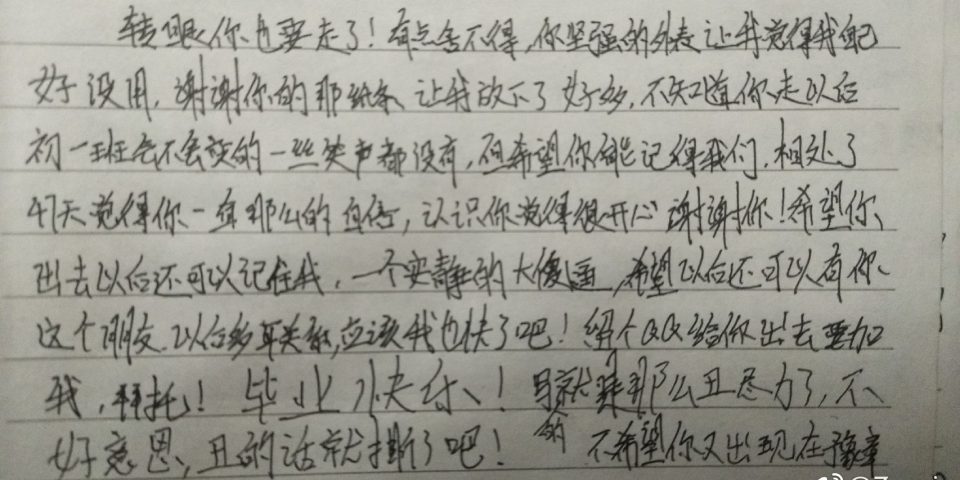 转眼你也要走了!有点舍不得,你坚强的外表让我觉得我自己
好没用,谢谢你的那纸条让我放下了好多,不知道你走以后
初一班会不会变的一些笑声都没有,但希望你能记得我们,相处了
47天觉得你一直那么的自信,认识你觉得很开心谢谢你!希望你
出去以后还可以记住我,一个安静的大傻逼,希望以后还可以有你
这个朋友以后多联系,应该我也快了吧!留个QQ给你出去要加
我,拜托!毕业快乐!字就是那么丑尽力了,不
好意思,丑的话就撕了吧!
不希望你又出现在豫章